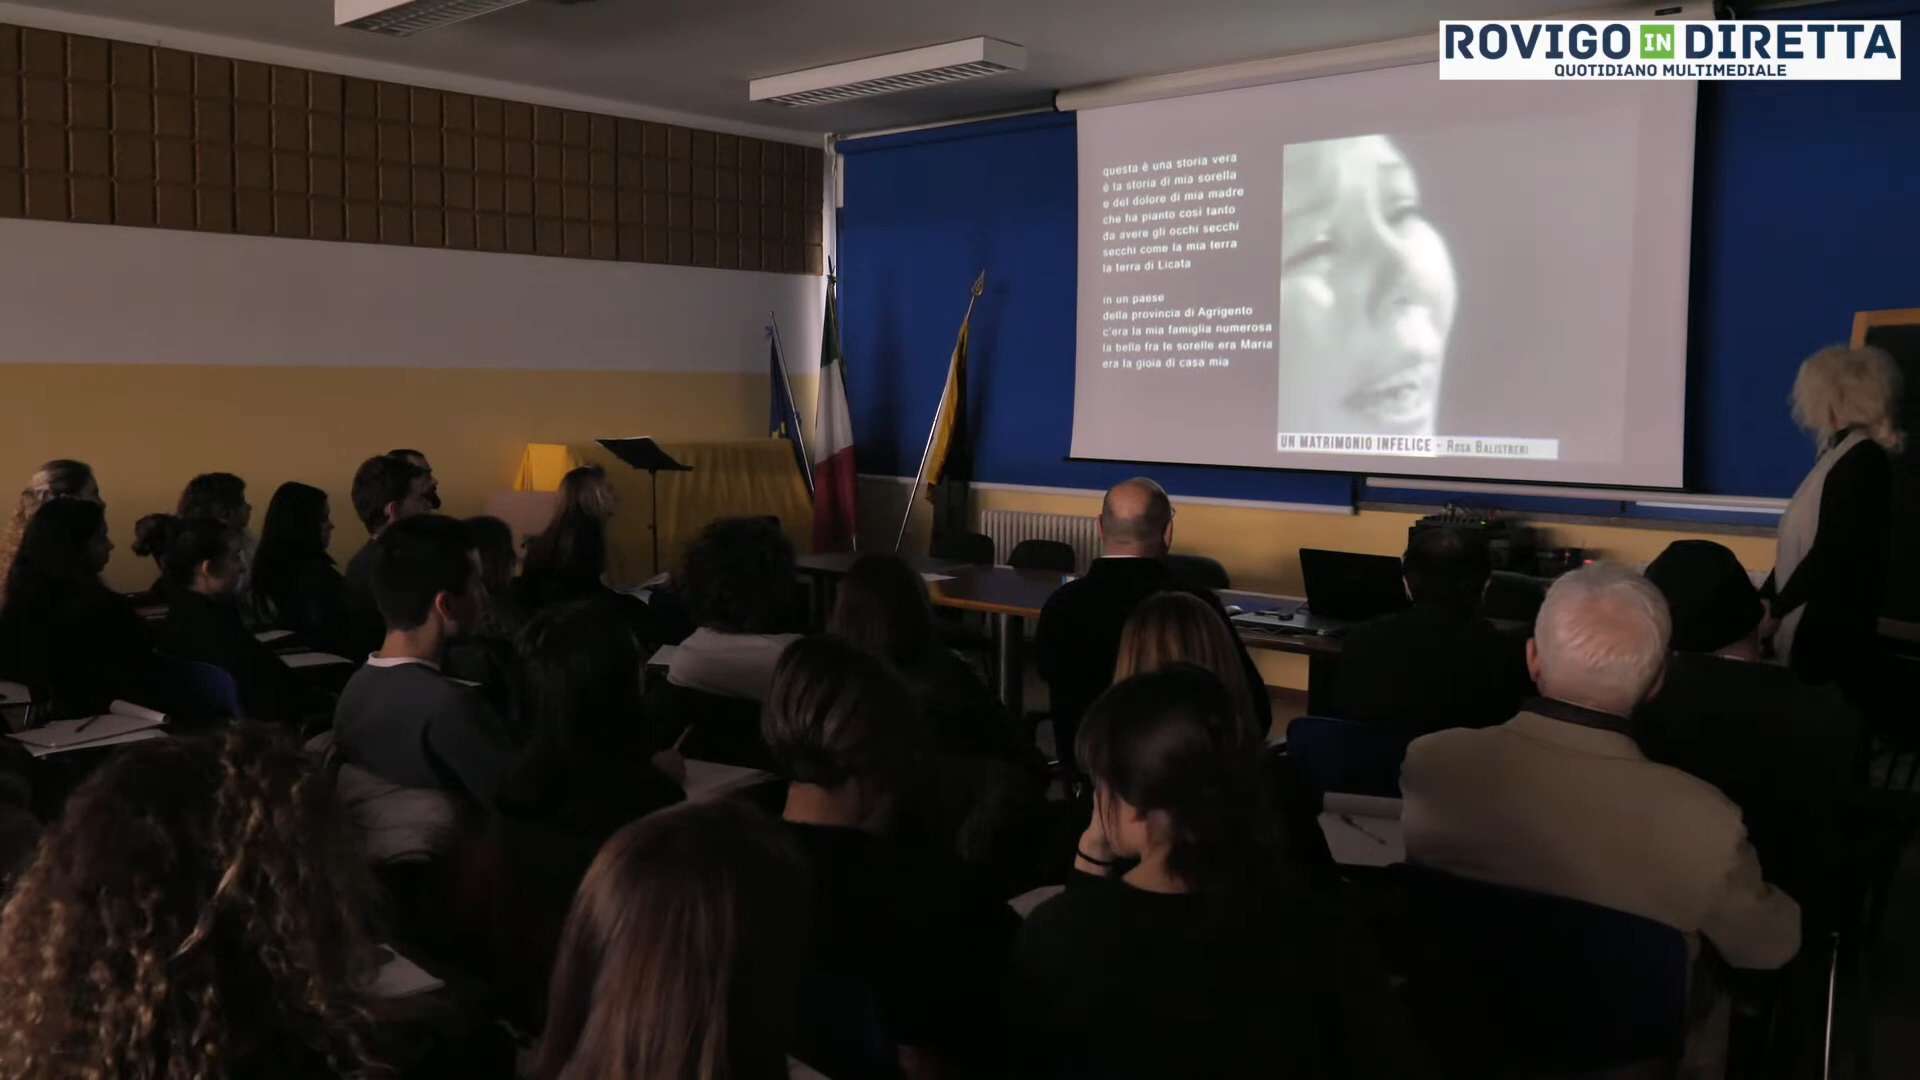 ROVIGO IN DIRETTA
QUOTIDIANO MULTIMEDIALE
questa è una storia vera
è la storia di mia sorella
e del dolore di mia madre
che ha pianto così tanto
da avere gli occhi secchi
secchi come la mia terra
la terra di Licata
in un paese
della provincia di Agrigento
c'era la mia famiglia numerosa
la bella fra le sorelle era Maria
era la gioia di casa mia
UN MATRIMONIO INFELICE - ROSA BALISTRERI